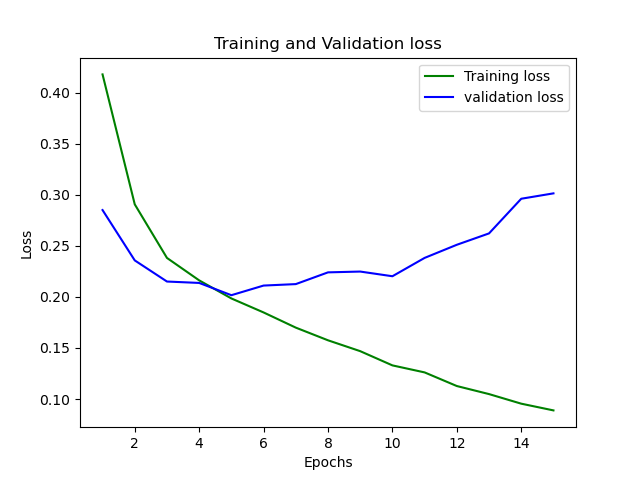 Training and Validation loss
Training loss
validation loss
Loss
0.40
0.35
0.30
0.25
0.20
0.15
0.10
2 4 6 8 10 12 14
Epochs